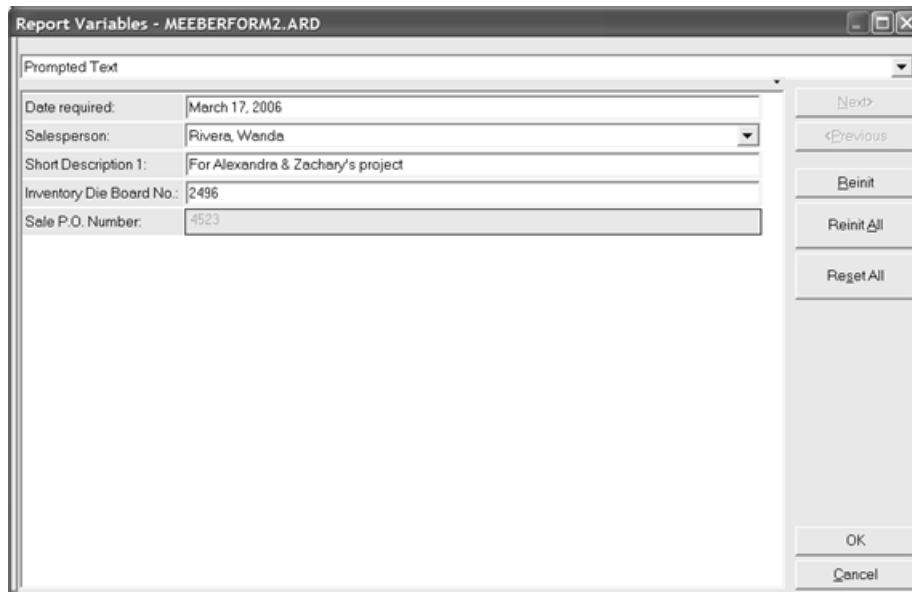 Report Variables - MEEBERFORM2.ARD
Prompted Text
Date required: March 17, 2006
Salesperson: Rivera, Wanda
Short Description 1: For Alexandra & Zachary's project
Inventory Die Board No.: 2496
Sale P.O. Number: 4523
Next>
<Previous
Reinit
Reinit All
Reset All
OK
Cancel